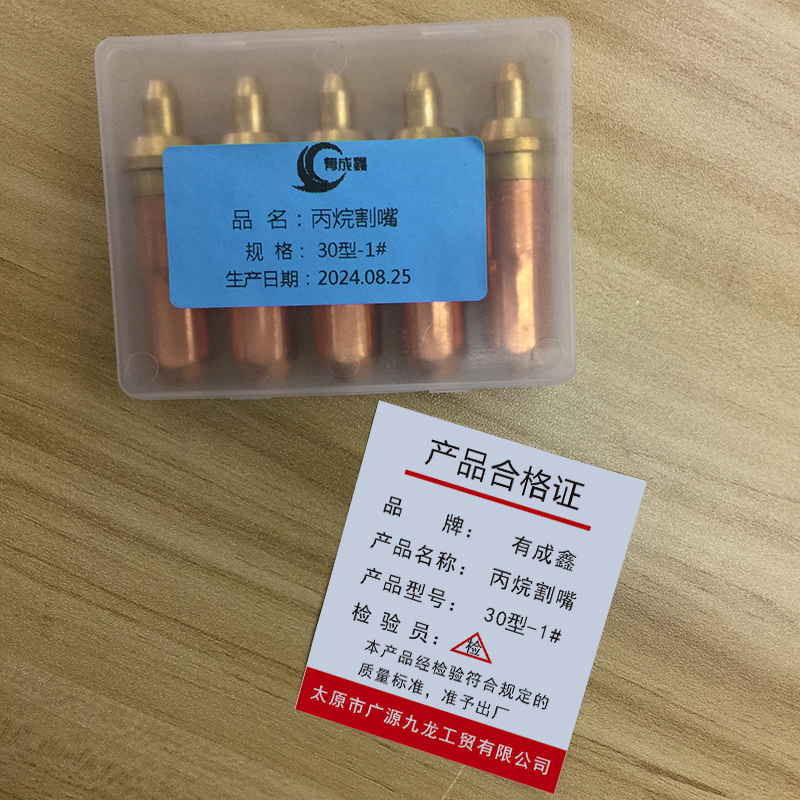 有成鑫
品 名：丙烷割嘴
规 格：30型-1#
生产日期：2024.08.25
产品合格证
品 牌：有成鑫
产品名称：丙烷割嘴
产品型号：30型-1#
检 验 员：检
本产品经检验符合规定的
质量标准，准予出厂
太原市广源九龙工贸有限公司